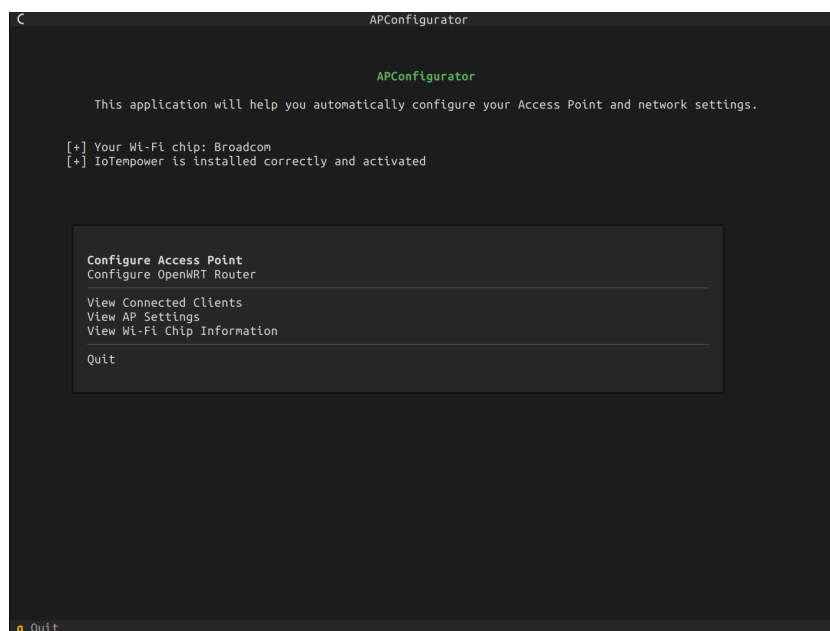 APConfigurator
APConfigurator
This application will help you automatically configure your Access Point and network settings.
[+] Your Wi-Fi chip: Broadcom
[+] IoTempower is installed correctly and activated
Configure Access Point
Configure OpenWRT Router
View Connected Clients
View AP Settings
View Wi-Fi Chip Information
Quit
q Quit